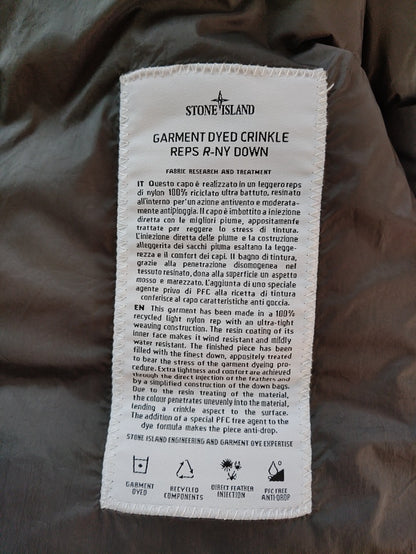 STONE ISLAND
GARMENT DYED CRINKLE
REPS R-NY DOWN
FABRIC RESEARCH AND TREATMENT
IT Questo capo è realizzato in un leggero reps
di nylon 100% riciclato ultra battuto, resinato
all'interno per un'azione antivento e moderata-
mente antipioggia. Il capo è imbottito a iniezione
diretta con le migliori piume, appositamente
trattate per reggere lo stress di tintura.
L'iniezione diretta delle piume e la costruzione
alleggerita dei sacchi piuma esaltano la legge-
rezza e il comfort dei capi. Il bagno di tintura,
grazie alla penetrazione disomogenea nel
tessuto resinato, dona alla superficie un aspetto
mosso e marezzato. L'aggiunta di uno speciale
agente privo di PFC alla ricetta di tintura
conferisce al capo caratteristiche anti goccia.
EN This garment has been made in a 100%
recycled light nylon rep with an ultra-tight
weaving construction. The resin coating of its
inner face makes it wind resistant and mildly
water resistant. The finished piece has been
filled with the finest down, appositely treated
to bear the stress of the garment dyeing pro-
cedure. Extra lightness and comfort are achieved
through the direct injection of the feathers and
by a simplified construction of the down bags.
Due to the resin treating of the material,
the colour penetrates unevenly into the material,
lending a crinkle aspect to the surface.
The addition of a special PFC free agent to the
dye formula makes the piece anti-drop.
STONE ISLAND ENGINEERING AND GARMENT DYE EXPERTISE
GARMENT
DYED
RECYCLED
COMPONENTS
DIRECT FEATHER
INJECTION
PFC FREE
ANTI DROP